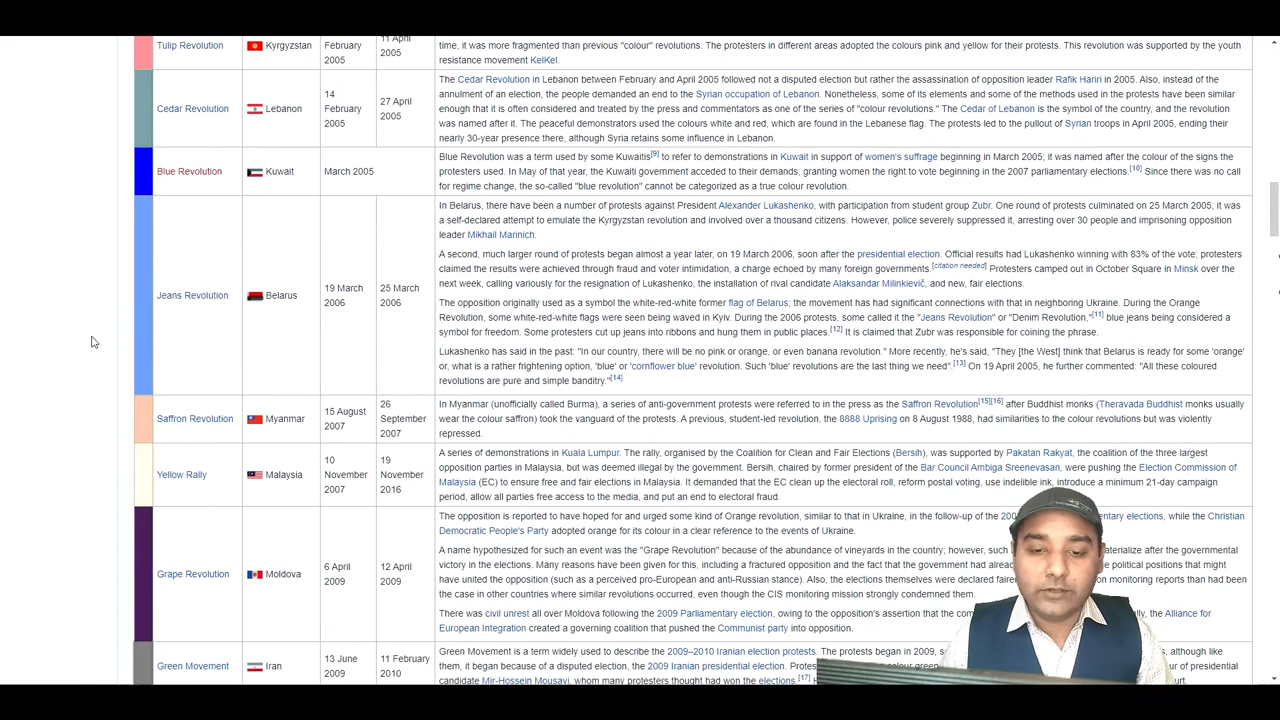 Tulip Revolution
Kyrgyzstan
February
2005
11 April
2005
time, it was more fragmented than previous "colour" revolutions. The protesters in different areas adopted the colours pink and yellow for their protests. This revolution was supported by the youth
resistance movement KelKel.
Cedar Revolution
Lebanon
14
February
2005
27 April
2005
The Cedar Revolution in Lebanon between February and April 2005 followed not a disputed election but rather the assassination of opposition leader Rafik Hariri in 2005. Also, instead of the
annulment of an election, the people demanded an end to the Syrian occupation of Lebanon. Nonetheless, some of its elements and some of the methods used in the protests have been similar
enough that it is often considered and treated by the press and commentators as one of the series of "colour revolutions." The Cedar of Lebanon is the symbol of the country, and the revolution
was named after it. The peaceful demonstrators used the colours white and red, which are found in the Lebanese flag. The protests led to the pullout of Syrian troops in April 2005, ending their
nearly 30-year presence there, although Syria retains some influence in Lebanon.
Blue Revolution
Kuwait
March 2005
Blue Revolution was a term used by some Kuwaitis[9] to refer to demonstrations in Kuwait in support of women's suffrage beginning in March 2005; it was named after the colour of the signs the
protesters used. In May of that year, the Kuwaiti government acceded to their demands, granting women the right to vote beginning in the 2007 parliamentary elections.[10] Since there was no call
for regime change, the so-called "blue revolution" cannot be categorized as a true colour revolution.
Jeans Revolution
Belarus
19 March
2006
25 March
2006
In Belarus, there have been a number of protests against President Alexander Lukashenko, with participation from student group Zubr. One round of protests culminated on 25 March 2005; it was
a self-declared attempt to emulate the Kyrgyzstan revolution and involved over a thousand citizens. However, police severely suppressed it, arresting over 30 people and imprisoning opposition
leader Mikhail Marinich.
A second, much larger round of protests began almost a year later, on 19 March 2006, soon after the presidential election. Official results had Lukashenko winning with 83% of the vote: protesters
claimed the results were achieved through fraud and voter intimidation, a charge echoed by many foreign governments.[citation needed] Protesters camped out in October Square in Minsk over the
next week, calling variously for the resignation of Lukashenko, the installation of rival candidate Alaksandar Milinkievič, and new, fair elections.
The opposition originally used as a symbol the white-red-white former flag of Belarus; the movement has had significant connections with that in neighboring Ukraine. During the Orange
Revolution, some white-red-white flags were seen being waved in Kyiv. During the 2006 protests, some called it the "Jeans Revolution" or "Denim Revolution,"[11] blue jeans being considered a
symbol for freedom. Some protesters cut up jeans into ribbons and hung them in public places.[12] It is claimed that Zubr was responsible for coining the phrase.
Lukashenko has said in the past: "In our country, there will be no pink or orange, or even banana revolution." More recently, he's said, "They [the West] think that Belarus is ready for some 'orange'
or, what is a rather frightening option, 'blue' or 'cornflower blue' revolution. Such 'blue' revolutions are the last thing we need".[13] On 19 April 2005, he further commented: "All these coloured
revolutions are pure and simple banditry."[14]
Saffron Revolution
Myanmar
15 August
2007
26
September
2007
In Myanmar (unofficially called Burma), a series of anti-government protests were referred to in the press as the Saffron Revolution[15][16] after Buddhist monks (Theravada Buddhist monks usually
wear the colour saffron) took the vanguard of the protests. A previous, student-led revolution, the 8888 Uprising on 8 August 1988, had similarities to the colour revolutions but was violently
repressed.
Yellow Rally
Malaysia
10
November
2007
19
November
2016
A series of demonstrations in Kuala Lumpur. The rally, organised by the Coalition for Clean and Fair Elections (Bersih), was supported by Pakatan Rakyat, the coalition of the three largest
opposition parties in Malaysia, but was deemed illegal by the government. Bersih, chaired by former president of the Bar Council Ambiga Sreenevasan, were pushing the Election Commission of
Malaysia (EC) to ensure free and fair elections in Malaysia. It demanded that the EC clean up the electoral roll, reform postal voting, use indelible ink, introduce a minimum 21-day campaign
period, allow all parties free access to the media, and put an end to electoral fraud.
Grape Revolution
Moldova
6 April
2009
12 April
2009
The opposition is reported to have hoped for and urged some kind of Orange revolution, similar to that in Ukraine, in the follow-up of the elections, while the Christian
Democratic People's Party adopted orange for its colour in a clear reference to the events of Ukraine.
A name hypothesized for such an event was the "Grape Revolution" because of the abundance of vineyards in the country; however, such after the governmental
victory in the elections. Many reasons have been given for this, including a fractured opposition and the fact that the government had political positions that might
have united the opposition (such as a perceived pro-European and anti-Russian stance). Also, the elections themselves were declared monitoring reports than had been
the case in other countries where similar revolutions occurred, even though the CIS monitoring mission strongly condemned them.
There was civil unrest all over Moldova following the 2009 Parliamentary election, owing to the opposition's assertion that the the Alliance for
European Integration created a governing coalition that pushed the Communist party into opposition.
Green Movement
Iran
13 June
2009
11 February
2010
Green Movement is a term widely used to describe the 2009–2010 Iranian election protests. The protests began in 2009, although like
them, it began because of a disputed election, the 2009 Iranian presidential election. of presidential
candidate Mir-Hossein Mousavi, whom many protesters thought had won the elections.[17]